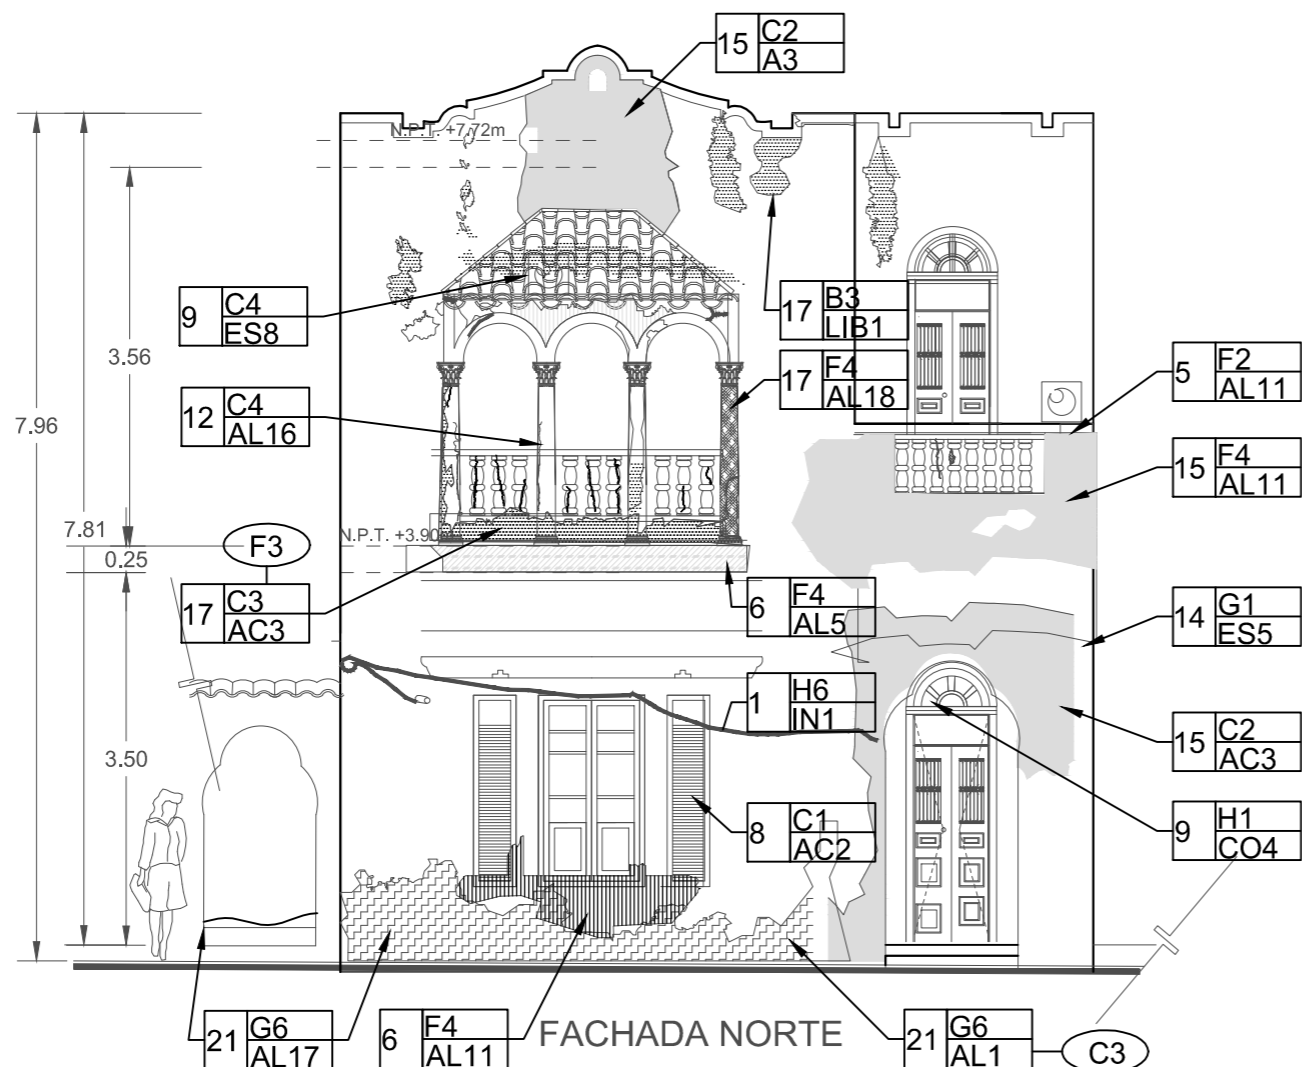 15 C2
A3
N.P.T. +7.72m
9 C4
ES8
17 B3
LIB1
3.56
17 F4
AL18
5 F2
AL11
12 C4
AL16
7.96
15 F4
AL11
7.81
N.P.T. +3.90
F3
0.25
17 C3
AC3
6 F4
AL5
14 G1
ES5
1 H6
IN1
15 C2
AC3
3.50
8 C1
AC2
9 H1
CO4
21 G6
AL17
6 F4
AL11
FACHADA NORTE
21 G6
AL1
C3